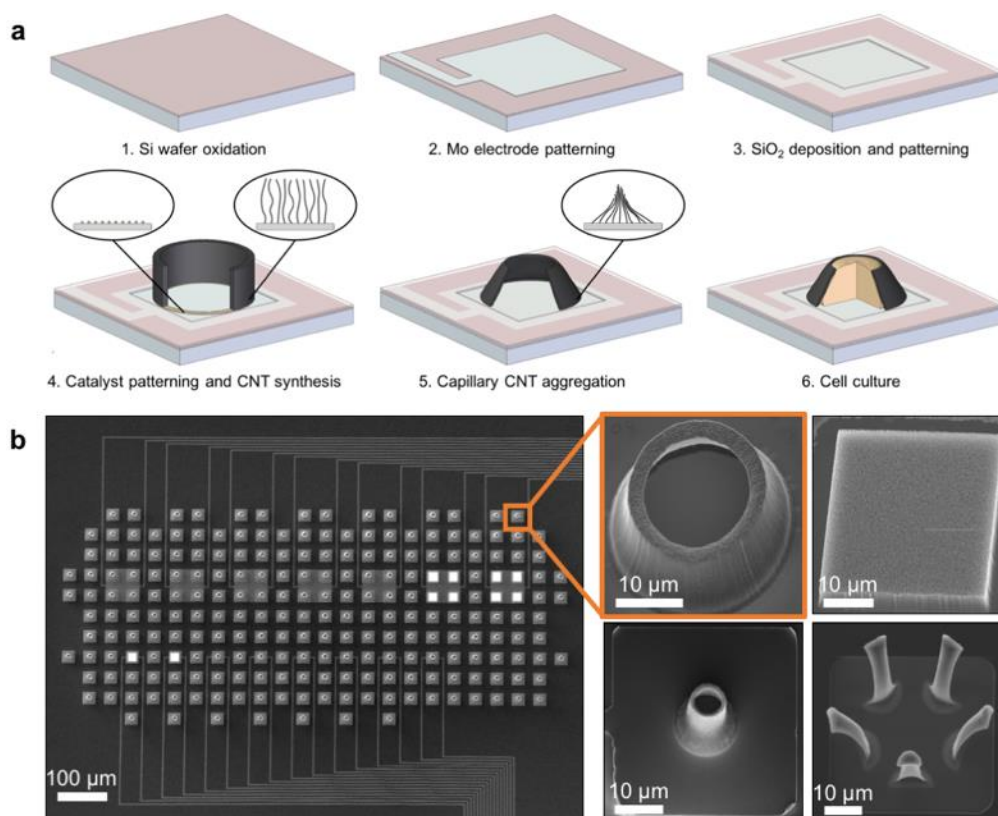 a
1. Si wafer oxidation
2. Mo electrode patterning
3. SiO₂ deposition and patterning
4. Catalyst patterning and CNT synthesis
5. Capillary CNT aggregation
6. Cell culture
b
100 µm
10 µm
10 µm
10 µm
10 µm